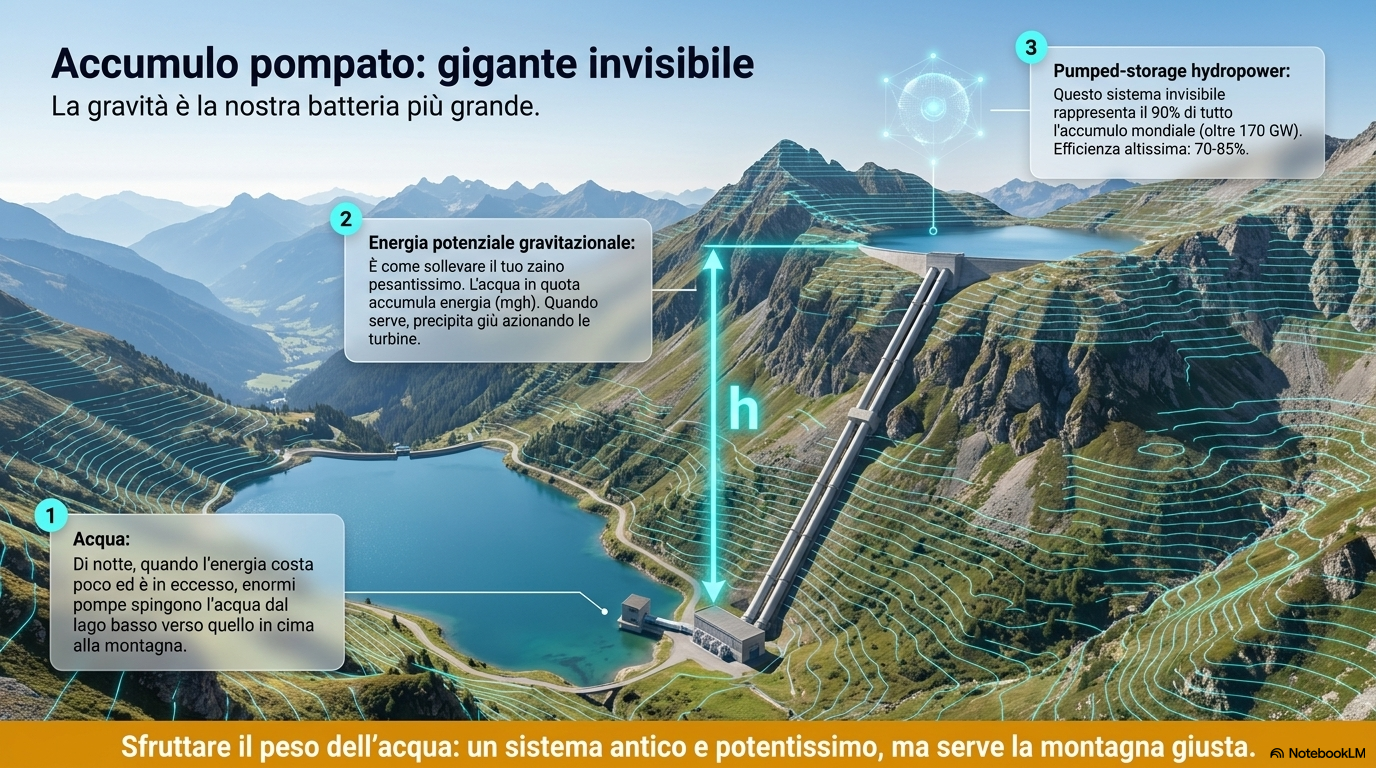 Accumulo pompato: gigante invisibile
La gravità è la nostra batteria più grande.
1
Acqua:
Di notte, quando l'energia costa
poco ed è in eccesso, enormi
pompe spingono l'acqua dal
lago basso verso quello in cima
alla montagna.
2
Energia potenziale gravitazionale:
È come sollevare il tuo zaino
pesantissimo. L'acqua in quota
accumula energia (mgh). Quando
serve, precipita giù azionando le
turbine.
3
Pumped-storage hydropower:
Questo sistema invisibile
rappresenta il 90% di tutto
l'accumulo mondiale (oltre 170 GW).
Efficienza altissima: 70-85%.
h
Sfruttare il peso dell'acqua: un sistema antico e potentissimo, ma serve la montagna giusta.
NotebookLM